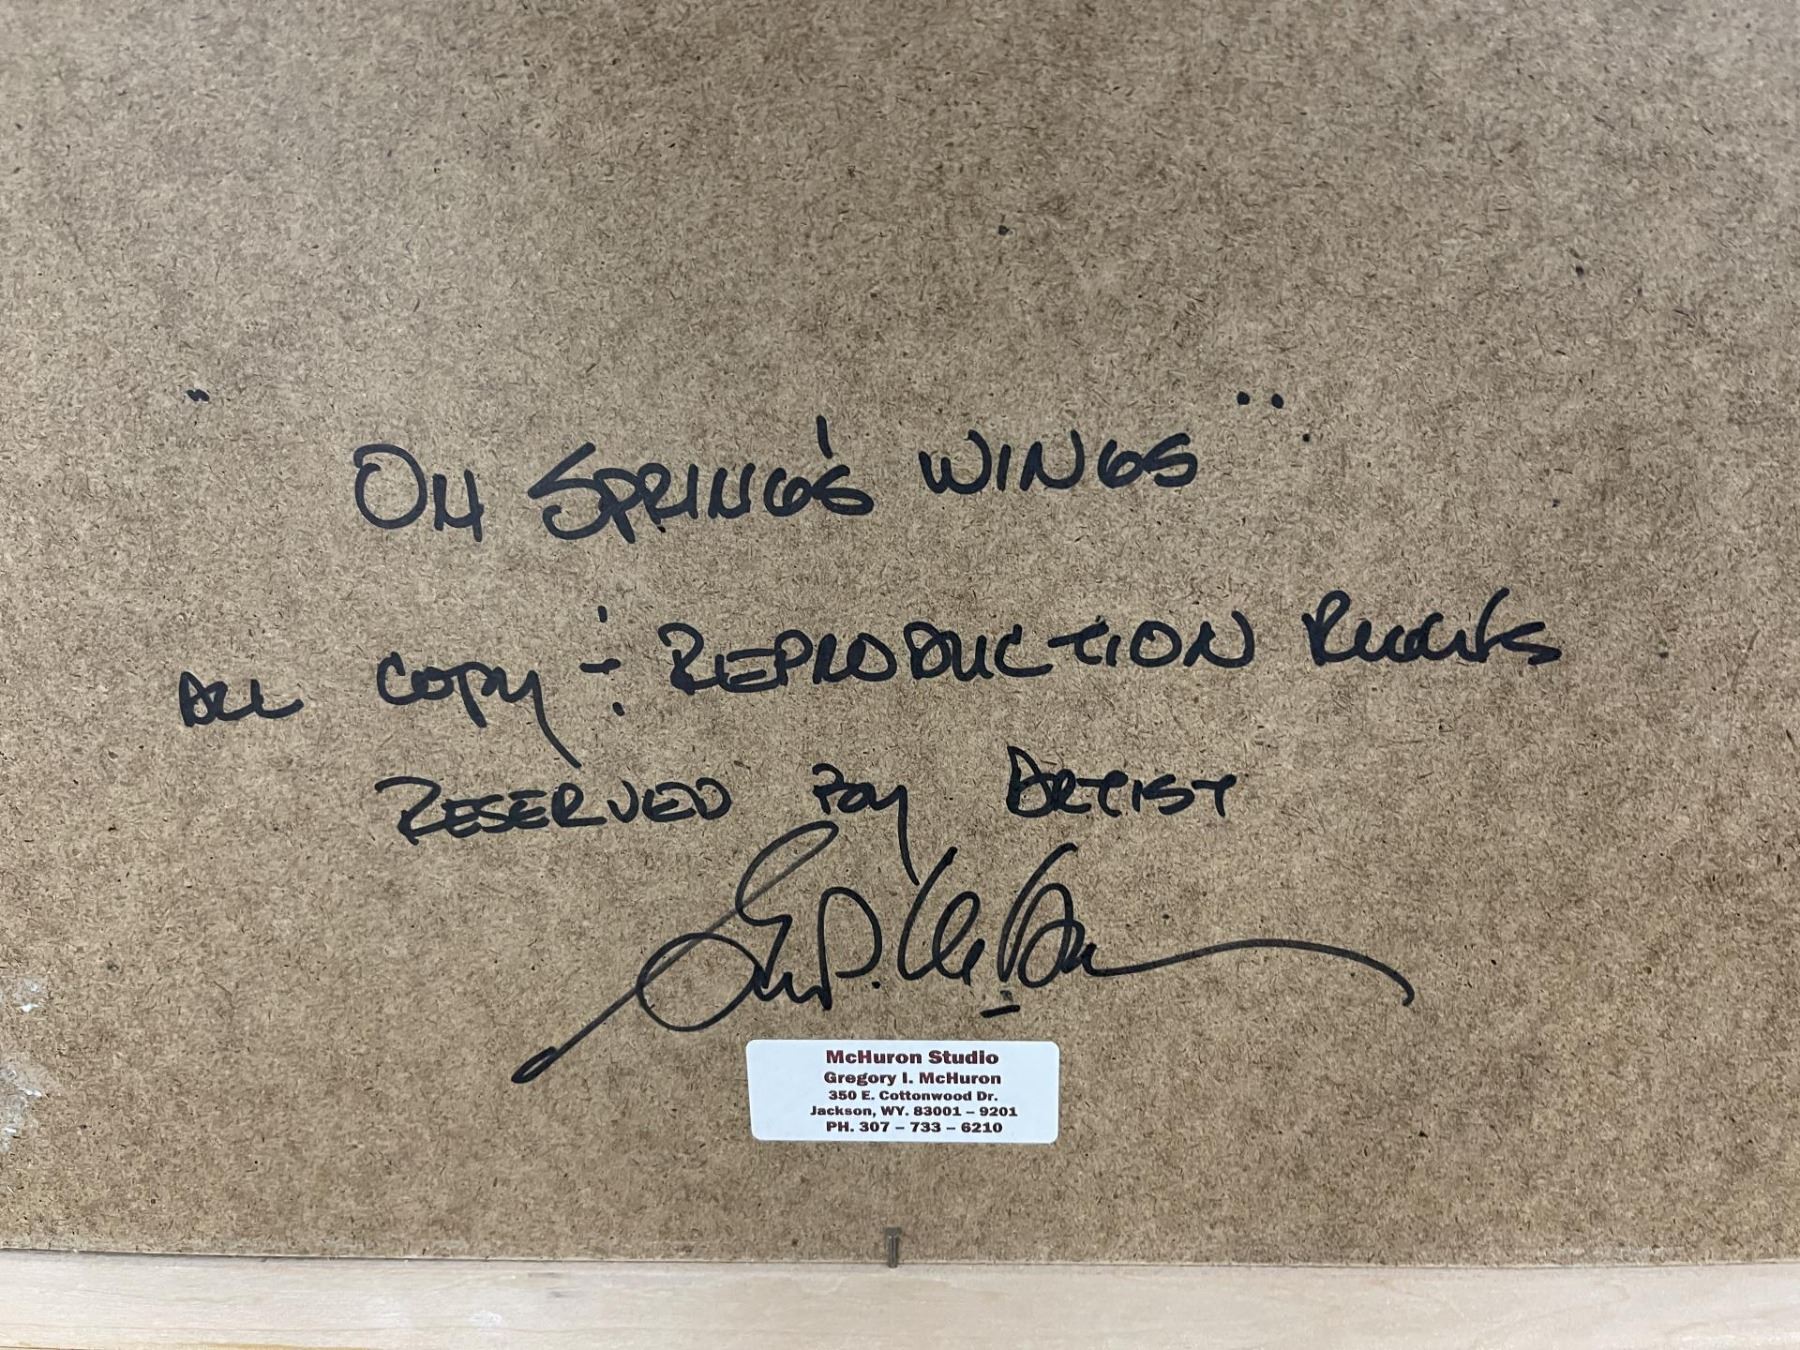 "ON SPRING'S WINGS"
ALL COPY ÷ REPRODUCTION RIGHTS
RESERVED BY ARTIST
McHuron Studio
Gregory I. McHuron
350 E. Cottonwood Dr.
Jackson, WY. 83001 – 9201
PH. 307 – 733 – 6210